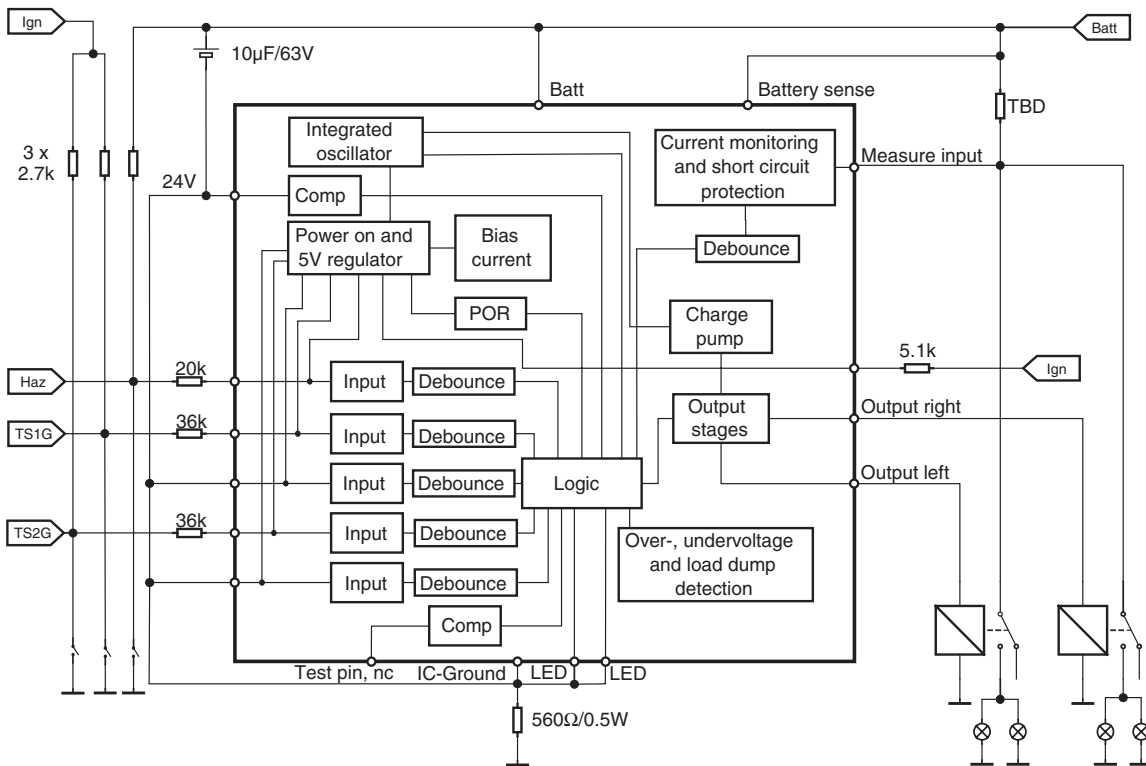 Ign
Batt
10µF/63V
Batt
Battery sense
TBD
3 x
2.7k
Integrated
oscillator
Current monitoring
and short circuit
protection
Measure input
24V
Comp
Power on and
5V regulator
Bias
current
Debounce
POR
Charge
pump
5.1k
Haz
20k
Input
Debounce
Ign
TS1G
36k
Input
Debounce
Output
stages
Output right
Input
Debounce
Logic
Output left
TS2G
36k
Input
Debounce
Over-, undervoltage
and load dump
detection
Input
Debounce
Comp
Test pin, nc
IC-Ground
LED
LED
560Ω/0.5W